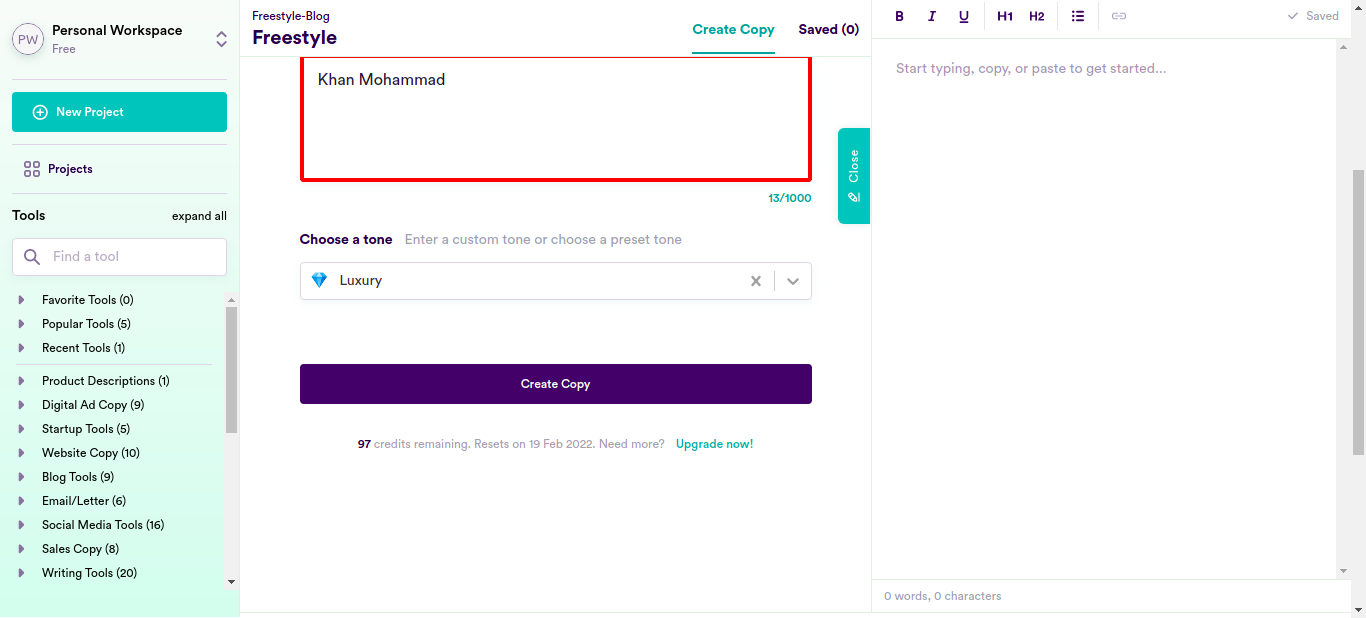 PW
Personal Workspace
Free
New Project
Projects
Tools
expand all
Find a tool
Favorite Tools (0)
Popular Tools (5)
Recent Tools (1)
Product Descriptions (1)
Digital Ad Copy (9)
Startup Tools (5)
Website Copy (10)
Blog Tools (9)
Email/Letter (6)
Social Media Tools (16)
Sales Copy (8)
Writing Tools (20)
Freestyle-Blog
Freestyle
Create Copy
Saved (0)
Khan Mohammad
13/1000
Choose a tone Enter a custom tone or choose a preset tone
Luxury
Create Copy
97 credits remaining. Resets on 19 Feb 2022. Need more? Upgrade now!
Close
B I U H1 H2
Saved
Start typing, copy, or paste to get started...
0 words, 0 characters